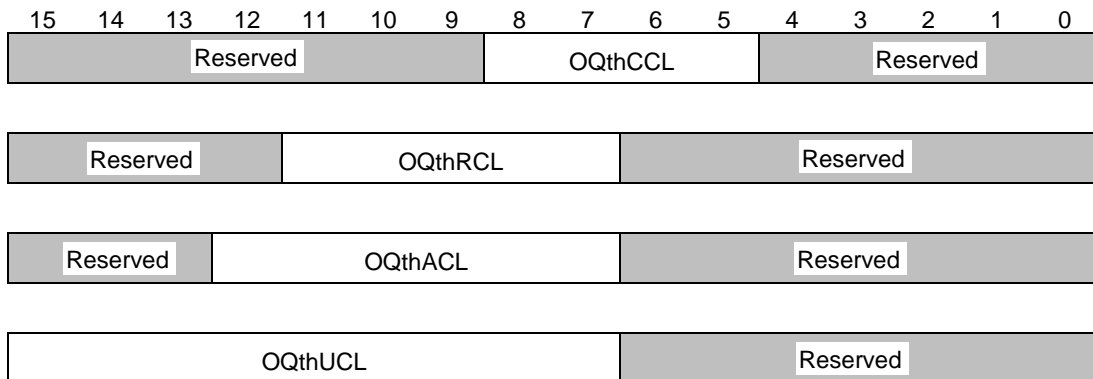 15 14 13 12 11 10 9 8 7 6 5 4 3 2 1 0
Reserved OQthCCL Reserved
Reserved OQthRCL Reserved
Reserved OQthACL Reserved
OQthUCL Reserved